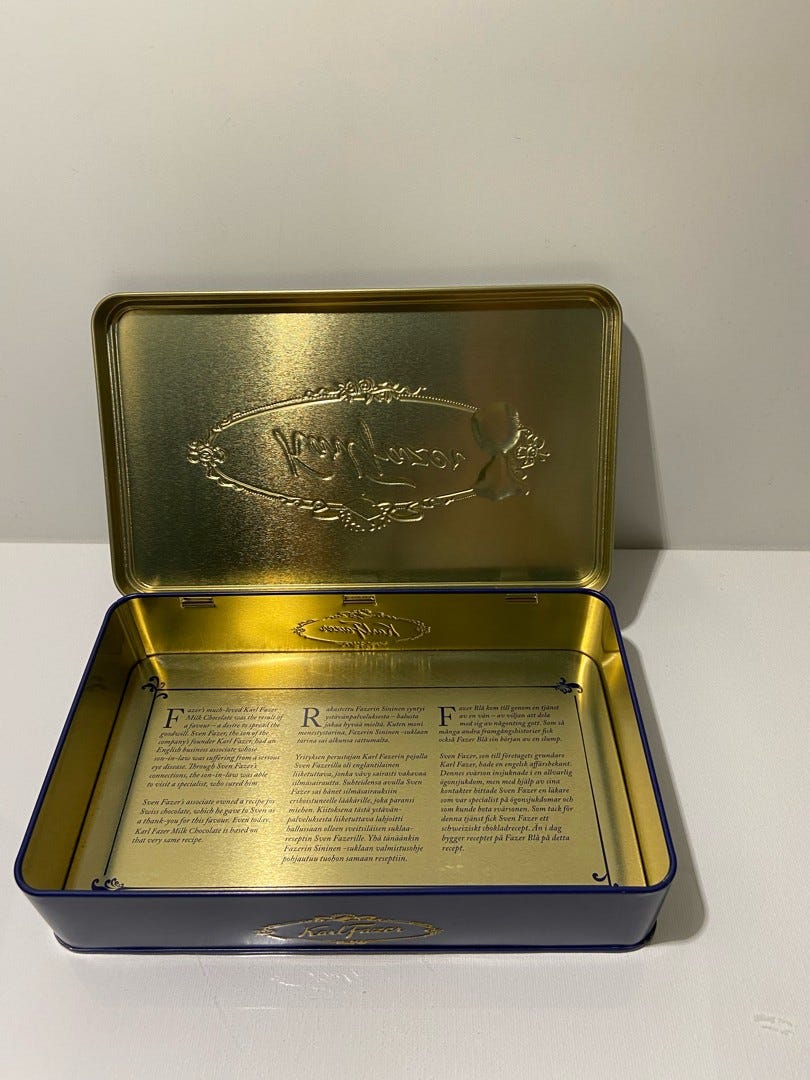 Karl Fazer
Karl Fazer
Fazer's much-loved Karl Fazer
Milk Chocolate was the result of
a favour – a desire to spread the
goodwill. Sven Fazer, the son of the
company's founder Karl Fazer, had an
English business associate whose
son-in-law was suffering from a serious
eye disease. Through Sven Fazer's
connections, the son-in-law was able
to visit a specialist, who cured him
Sven Fazer's associate owned a recipe for
Swiss chocolate, which he gave to Sven as
a thank-you for this favour. Even today,
Karl Fazer Milk Chocolate is based on
that very same recipe.
Rakastettu Fazerin Sininen syntyi
ystävänpalveluksesta – halusta
jakaa hyvää mieltä. Kuten moni
menestystarina, Fazerin Sininen -suklaan
tarina sai alkunsa sattumalta.
Yrityksen perustajan Karl Fazerin pojalla
Sven Fazerilla oli englantilainen
liiketuttava, jonka vävy sairasti vakavaa
silmäsairautta. Suhteidensa avulla Sven
Fazer sai hänet silmäsairauksiin
erikoistuneelle lääkärille, joka paransi
miehen. Kiitoksena tästä ystävän-
palveluksesta liiketuttava lahjoitti
hallussaan olleen sveitsiläisen suklaa-
reseptin Sven Fazerille. Yhä tänäänkin
Fazerin Sininen -suklaan valmistusohje
pohjautuu tuohon samaan reseptiin.
Fazer Blå kom till genom en tjänst
av en vän – av viljan att dela
med sig av någonting gott. Som så
många andra framgångshistorier fick
också Fazer Blå sin början av en slump.
Sven Fazer, son till företagets grundare
Karl Fazer, hade en engelsk affärsbekant.
Dennes svärson insjuknade i en allvarlig
ögonsjukdom, men med hjälp av sina
kontakter hittade Sven Fazer en läkare
som var specialist på ögonsjukdomar och
som kunde bota svärsonen. Som tack för
denna tjänst fick Sven Fazer ett
schweiziskt chokladrecept. Än i dag
bygger receptet på Fazer Blå på detta
recept.
Karl Fazer